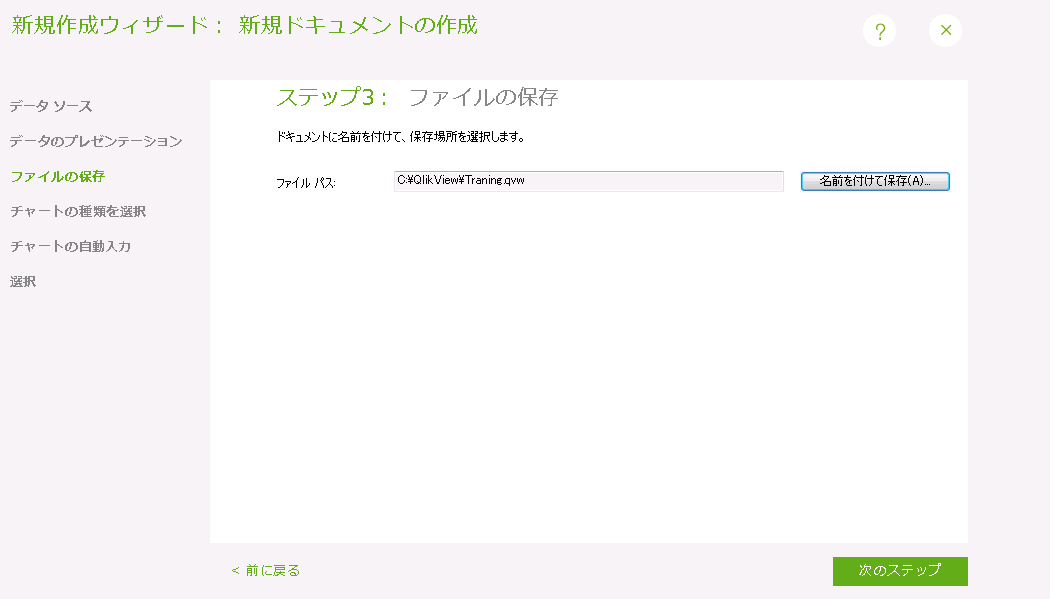 新規作成ウィザード： 新規ドキュメントの作成
?
×
データ ソース
データのプレゼンテーション
ファイルの保存
チャートの種類を選択
チャートの自動入力
選択
ステップ3： ファイルの保存
ドキュメントに名前を付けて、保存場所を選択します。
ファイル パス:
C:¥QlikView¥Traning.qvw
名前を付けて保存(A)...
< 前に戻る
次のステップ